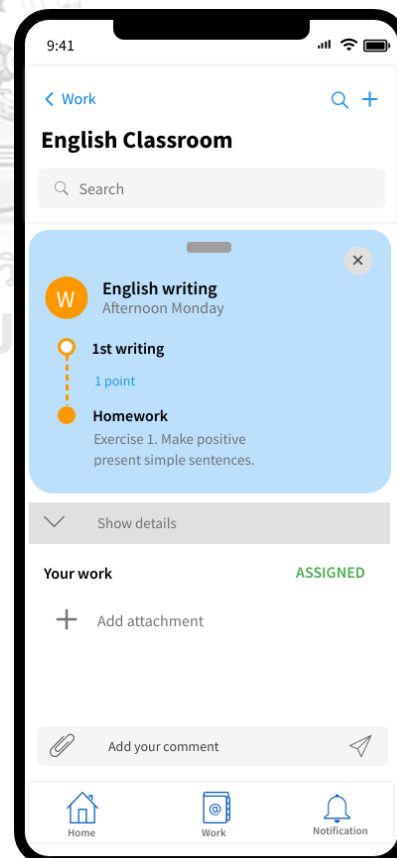 9:41
Work
English Classroom
Search
W
English writing
Afternoon Monday
1st writing
1 point
Homework
Exercise 1. Make positive
present simple sentences.
Show details
Your work
ASSIGNED
Add attachment
Add your comment
@
Home
Work
Notification